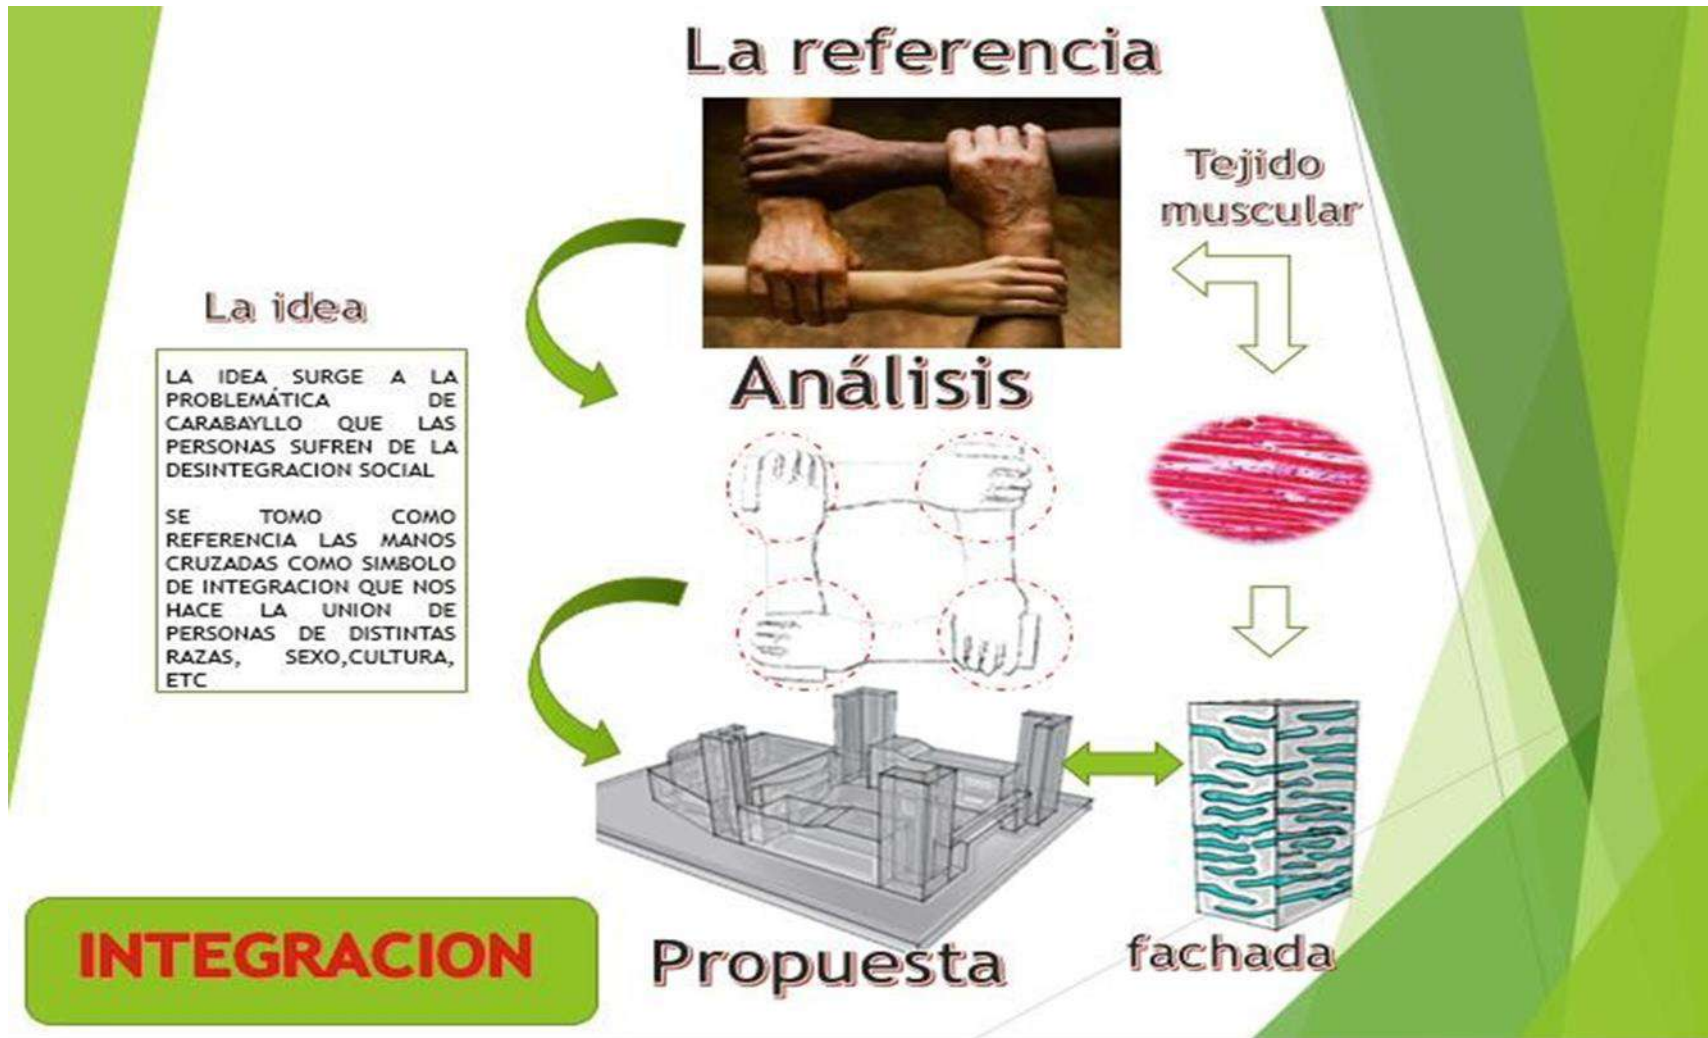 La referencia
Tejido
muscular
La idea
LA IDEA SURGE A LA
PROBLEMÁTICA DE
CARABAYLLO QUE LAS
PERSONAS SUFREN DE LA
DESINTEGRACION SOCIAL
SE TOMO COMO
REFERENCIA LAS MANOS
CRUZADAS COMO SIMBOLO
DE INTEGRACION QUE NOS
HACE LA UNION DE
PERSONAS DE DISTINTAS
RAZAS, SEXO,CULTURA,
ETC
Análisis
INTEGRACION
Propuesta
fachada